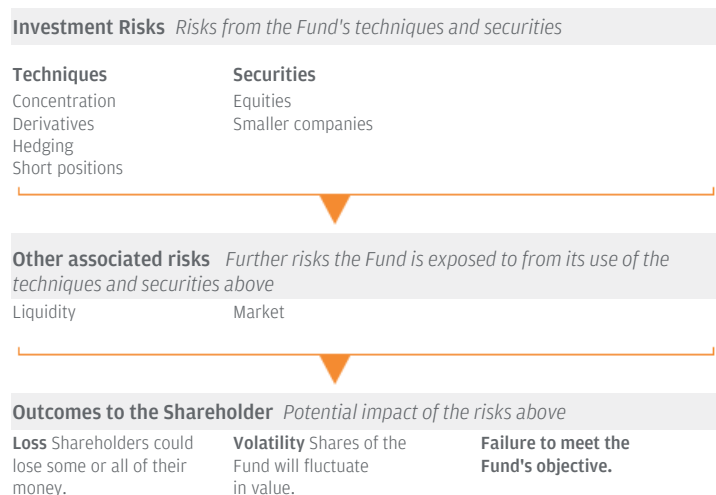 Investment Risks Risks from the Fund's techniques and securities
Techniques
Concentration
Derivatives
Hedging
Short positions
Securities
Equities
Smaller companies
Other associated risks Further risks the Fund is exposed to from its use of the
techniques and securities above
Liquidity
Market
Outcomes to the Shareholder Potential impact of the risks above
Loss Shareholders could
lose some or all of their
money.
Volatility Shares of the
Fund will fluctuate
in value.
Failure to meet the
Fund's objective.